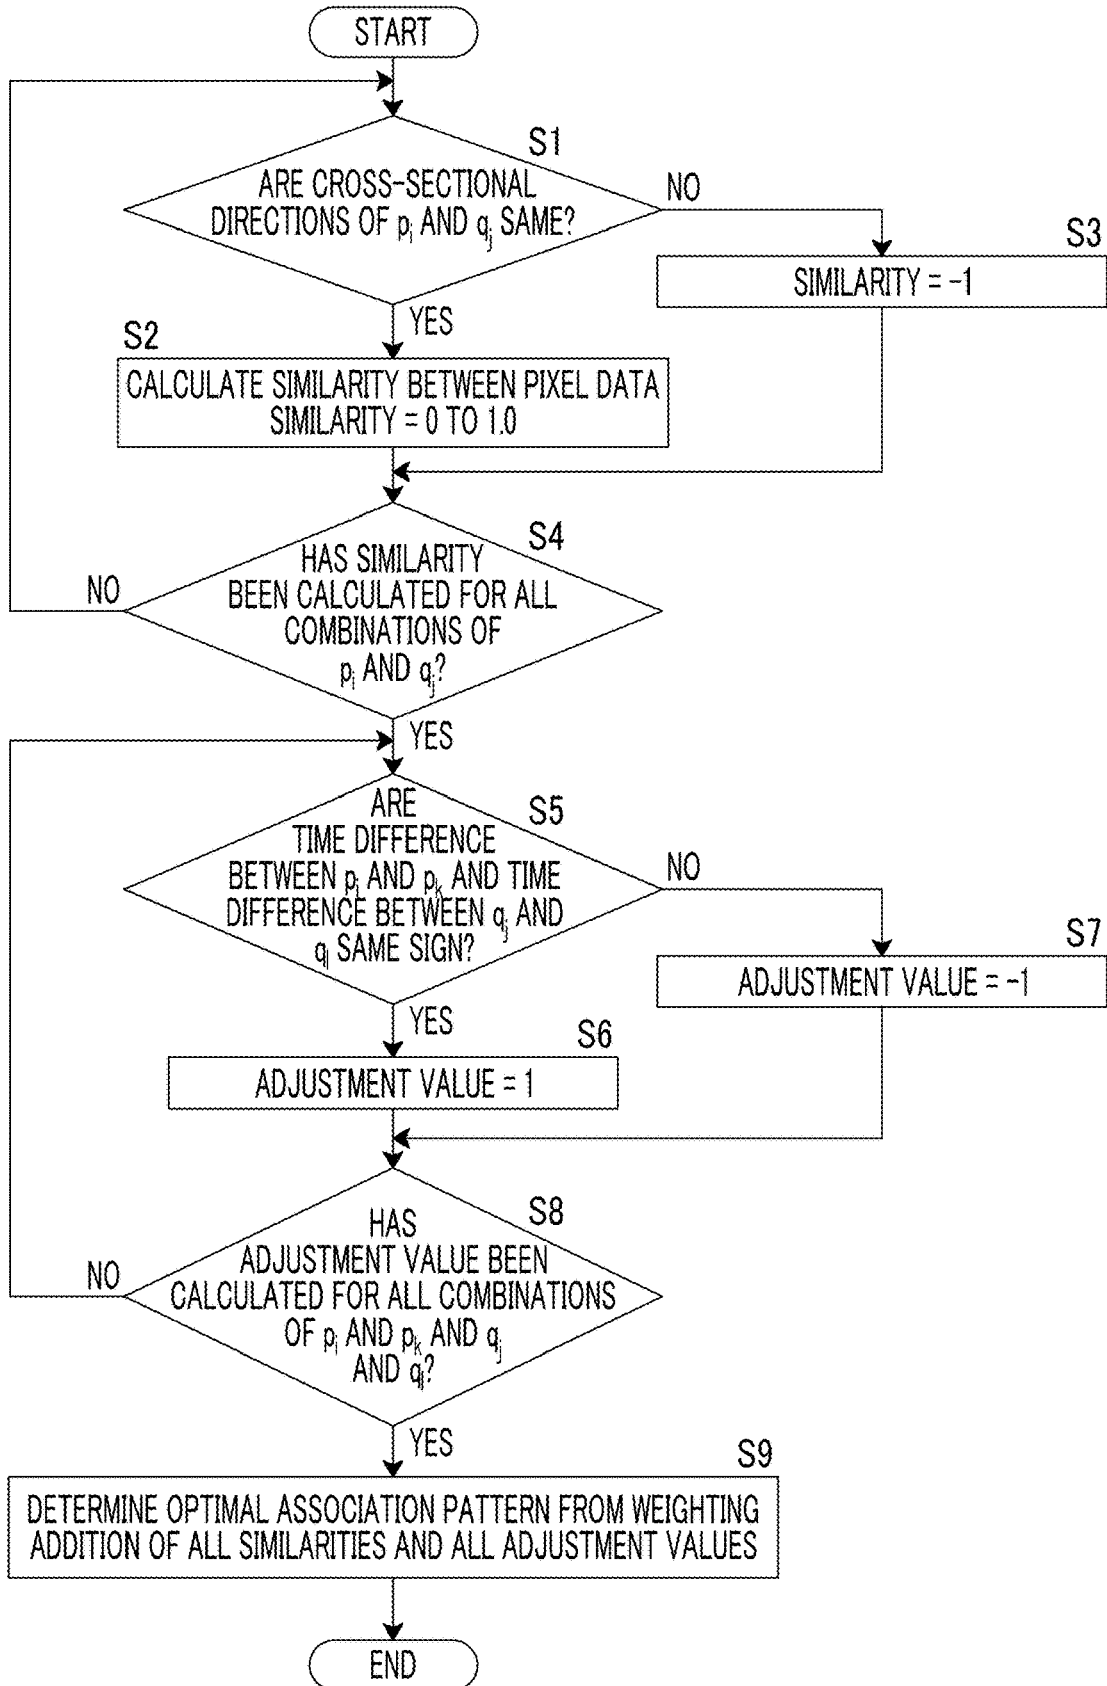 START
S1
ARE CROSS-SECTIONAL
DIRECTIONS OF pi AND qj SAME?
NO
S3
SIMILARITY = -1
YES
S2
CALCULATE SIMILARITY BETWEEN PIXEL DATA
SIMILARITY = 0 TO 1.0
S4
HAS SIMILARITY
BEEN CALCULATED FOR ALL
COMBINATIONS OF
pi AND qj?
NO
YES
S5
ARE
TIME DIFFERENCE
BETWEEN pi AND pk AND TIME
DIFFERENCE BETWEEN qj AND
ql SAME SIGN?
NO
S7
ADJUSTMENT VALUE = -1
YES
S6
ADJUSTMENT VALUE = 1
S8
HAS
ADJUSTMENT VALUE BEEN
CALCULATED FOR ALL COMBINATIONS
OF pi AND pk AND qj
AND ql?
NO
YES
S9
DETERMINE OPTIMAL ASSOCIATION PATTERN FROM WEIGHTING
ADDITION OF ALL SIMILARITIES AND ALL ADJUSTMENT VALUES
END